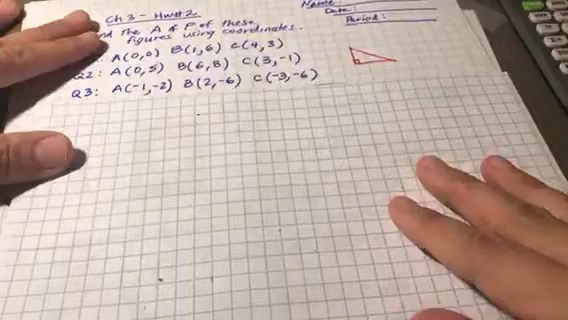 Ch 3 - HWK 2
Name
Date:
Period:
nd The A & P of these
figures using coordinates.
A(0,0) B(1,6) C(4,3)
Q2: A(0,5) B(6,8) C(3,-1)
Q3: A(-1,-2) B(2,-6) C(-3,-6)